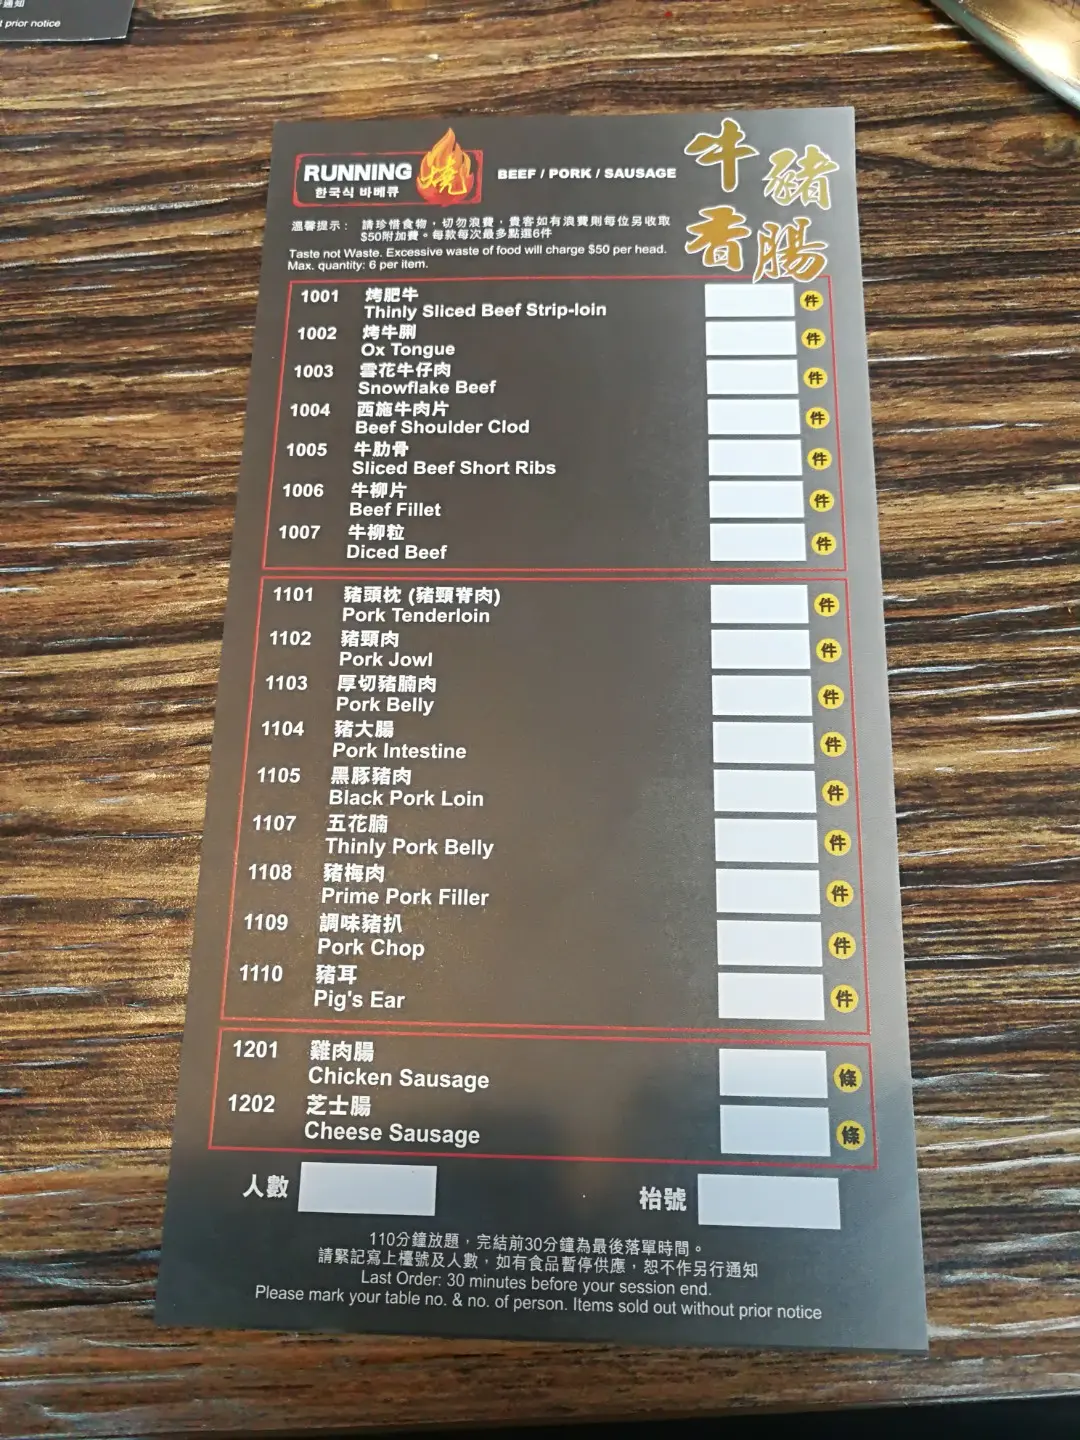 通知
t prior notice
RUNNING 燒
한국식 바베큐
BEEF / PORK / SAUSAGE
牛豬
香腸
溫馨提示： 請珍惜食物，切勿浪費，貴客如有浪費則每位另收取
$50附加費。每款每次最多點選6件
Taste not Waste. Excessive waste of food will charge $50 per head.
Max. quantity: 6 per item.
1001 烤肥牛 件
Thinly Sliced Beef Strip-loin
1002 烤牛脷 件
Ox Tongue
1003 雲花牛仔肉 件
Snowflake Beef
1004 西施牛肉片 件
Beef Shoulder Clod
1005 牛肋骨 件
Sliced Beef Short Ribs
1006 牛柳片 件
Beef Fillet
1007 牛柳粒 件
Diced Beef
1101 豬頭枕 (豬頸脊肉) 件
Pork Tenderloin
1102 豬頸肉 件
Pork Jowl
1103 厚切豬腩肉 件
Pork Belly
1104 豬大腸 件
Pork Intestine
1105 黑豚豬肉 件
Black Pork Loin
1107 五花腩 件
Thinly Pork Belly
1108 豬梅肉 件
Prime Pork Filler
1109 調味豬扒 件
Pork Chop
1110 豬耳 件
Pig's Ear
1201 雞肉腸 條
Chicken Sausage
1202 芝士腸 條
Cheese Sausage
人數 枱號
110分鐘放題，完結前30分鐘為最後落單時間。
請緊記寫上檯號及人數，如有食品暫停供應，恕不作另行通知
Last Order: 30 minutes before your session end.
Please mark your table no. & no. of person. Items sold out without prior notice